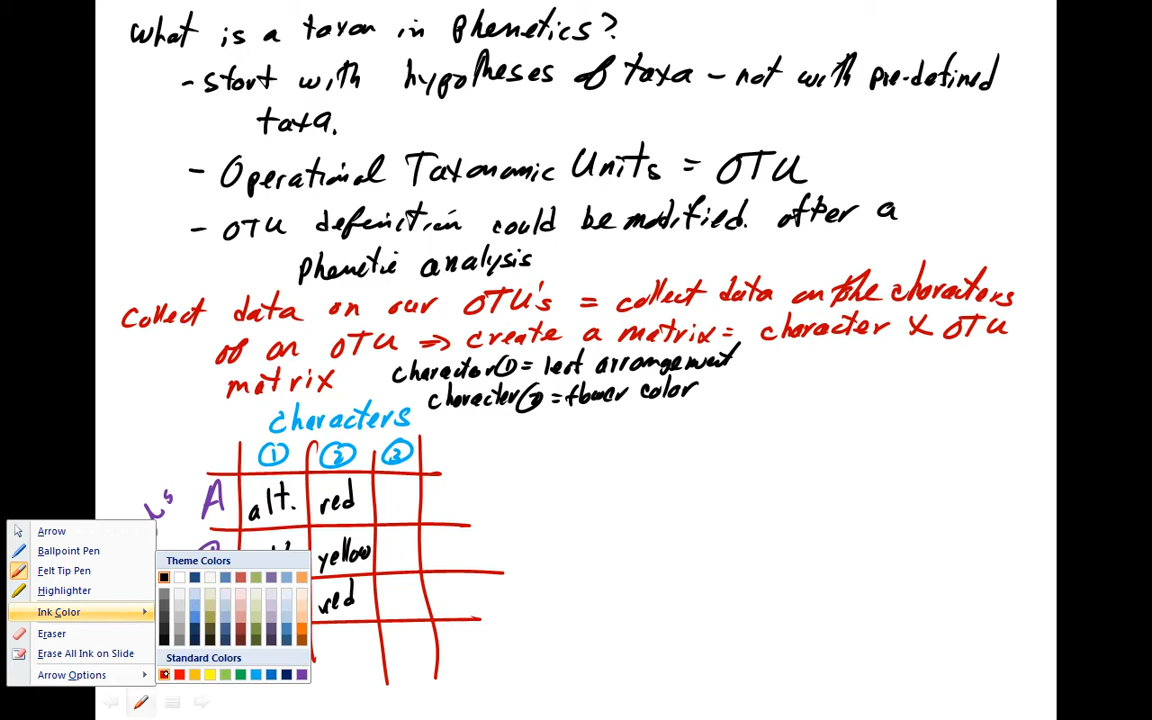 What is a taxon in Phenetics?
- start with hypotheses of taxa - not with pre-defined
taxa.
- Operational Taxonomic Units = OTU
- OTU definition could be modified. after a
Phenetic analysis
Collect data on our OTU's = collect data on the characters
of an OTU => create a matrix = character X OTU
matrix
character ① = leaf arrangement
character ② = flower color
characters
① ② ③
A alt. red
yellow
red
Arrow
Ballpoint Pen
Felt Tip Pen
Highlighter
Ink Color
Eraser
Erase All Ink on Slide
Arrow Options
Theme Colors
Standard Colors